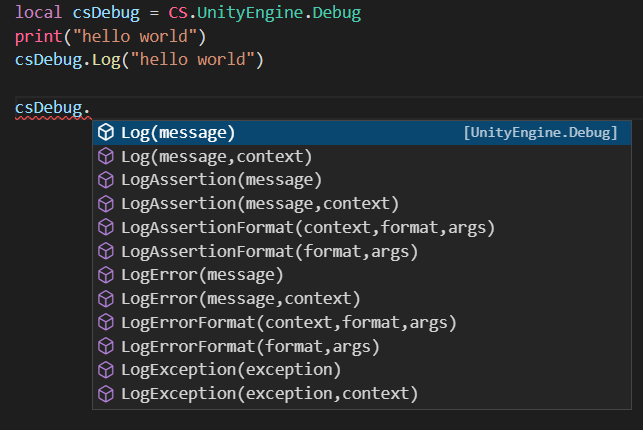 local csDebug = CS.UnityEngine.Debug
print("hello world")
csDebug.Log("hello world")
csDebug.
Log(message) [UnityEngine.Debug]
Log(message,context)
LogAssertion(message)
LogAssertion(message,context)
LogAssertionFormat(context,format,args)
LogAssertionFormat(format,args)
LogError(message)
LogError(message,context)
LogErrorFormat(context,format,args)
LogErrorFormat(format,args)
LogException(exception)
LogException(exception,context)